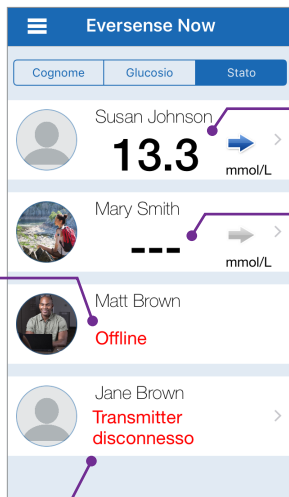 Eversense Now
Cognome Glucosio Stato
Susan Johnson
13.3
mmol/L
Mary Smith
---
mmol/L
Matt Brown
Offline
Jane Brown
Transmitter
disconnesso